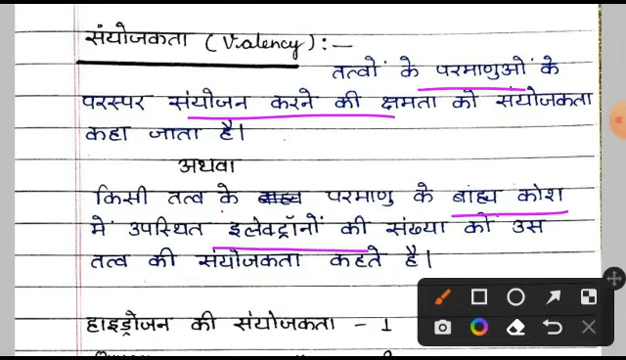 संयोजकता (Vialency) : —
तत्वों के परमाणुओं के
परस्पर संयोजन करने की क्षमता को संयोजकता
कहा जाता है।
अथवा
किसी तत्व के परमाणु के बाह्य कोश
में उपस्थित इलेक्ट्रॉनों की संख्या को उस
तत्व की संयोजकता कहते है।
हाइड्रोजन की संयोजकता - 1